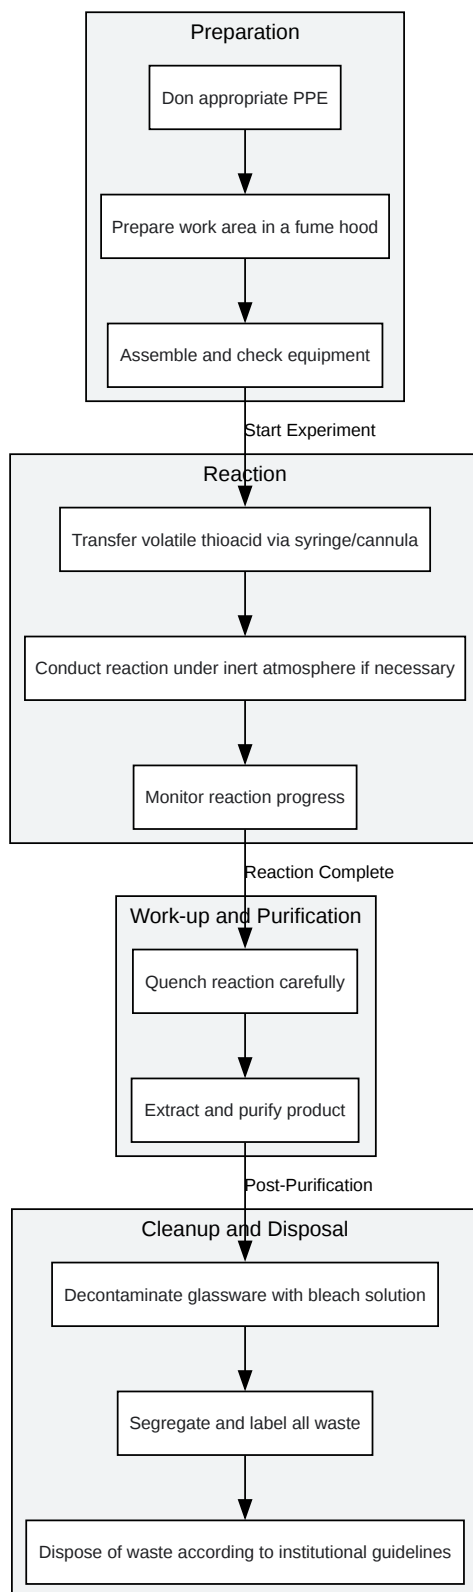 Preparation
Don appropriate PPE
Prepare work area in a fume hood
Assemble and check equipment
Start Experiment
Reaction
Transfer volatile thioacid via syringe/cannula
Conduct reaction under inert atmosphere if necessary
Monitor reaction progress
Reaction Complete
Work-up and Purification
Quench reaction carefully
Extract and purify product
Post-Purification
Cleanup and Disposal
Decontaminate glassware with bleach solution
Segregate and label all waste
Dispose of waste according to institutional guidelines